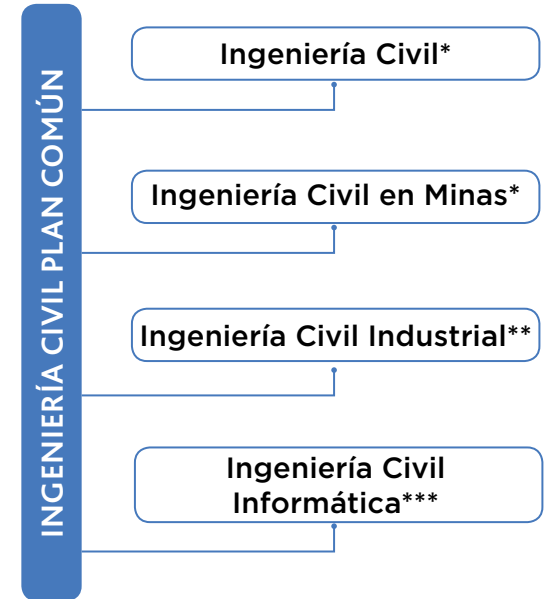 INGENIERÍA CIVIL PLAN COMÚN
Ingeniería Civil*
Ingeniería Civil en Minas*
Ingeniería Civil Industrial**
Ingeniería Civil
Informática***